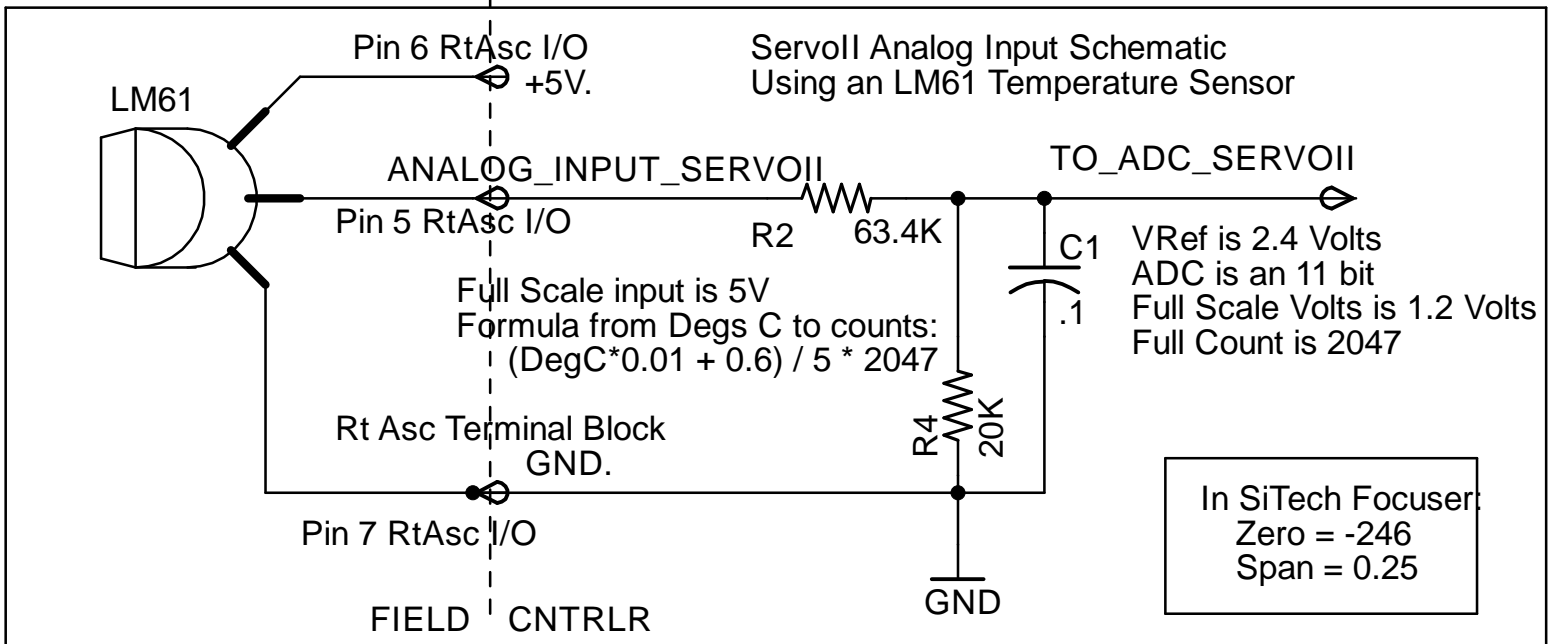 Pin 6 RtAsc I/O
+5V.
ServoII Analog Input Schematic
Using an LM61 Temperature Sensor
LM61
ANALOG_INPUT_SERVOII
TO_ADC_SERVOII
Pin 5 RtAsc I/O
R2
63.4K
C1
.1
VRef is 2.4 Volts
ADC is an 11 bit
Full Scale Volts is 1.2 Volts
Full Count is 2047
Full Scale input is 5V
Formula from Degs C to counts:
(DegC*0.01 + 0.6) / 5 * 2047
R4
20K
Rt Asc Terminal Block
GND.
Pin 7 RtAsc I/O
In SiTech Focuser:
Zero = -246
Span = 0.25
GND
FIELD
CNTRLR